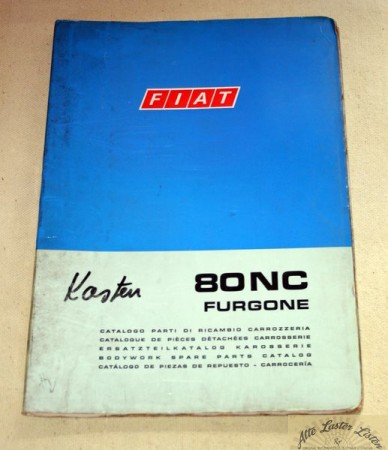 FIAT
Kasten
80NC
FURGONE
CATALOGO PARTI DI RICAMBIO CARROZZERIA
CATALOGUE DE PIÈCES DÉTACHÉES CARROSSERIE
ERSATZTEILKATALOG KAROSSERIE
BODYWORK SPARE PARTS CATALOG
CATÁLOGO DE PIEZAS DE REPUESTO - CARROCERÍA
Alte Laster Listen